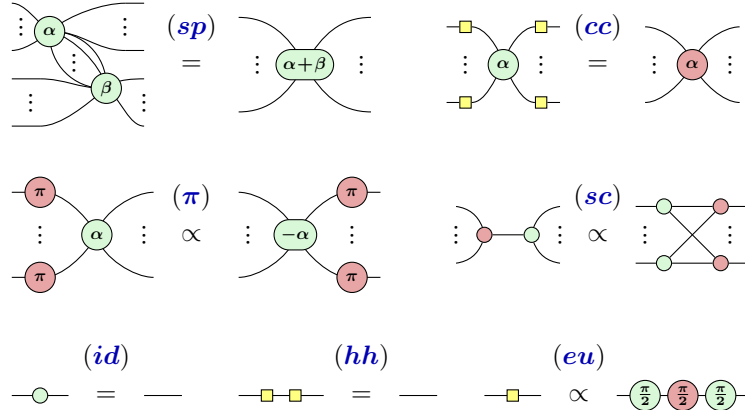 α β (sp) = α+β α (cc) = α
π π α (π) ∝ −α π π (sc) ∝
(id) = (hh) = (eu) ∝ π/2 π/2 π/2